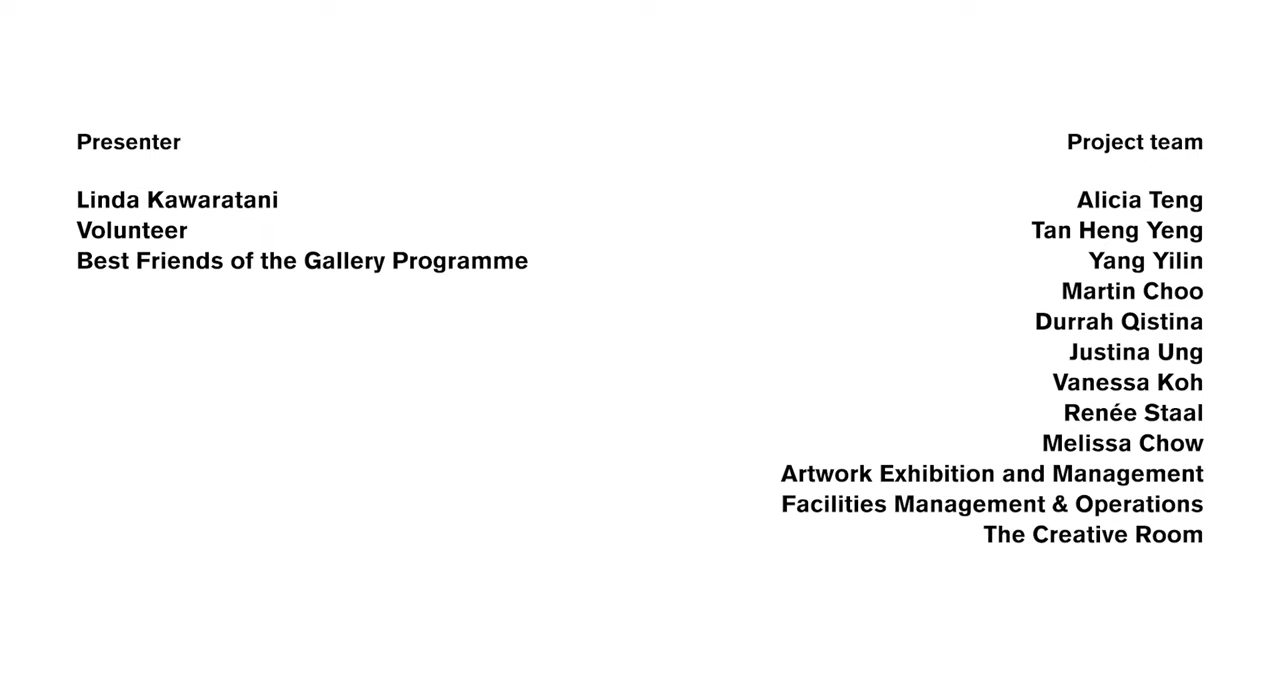 Presenter
Linda Kawaratani
Volunteer
Best Friends of the Gallery Programme
Project team
Alicia Teng
Tan Heng Yeng
Yang Yilin
Martin Choo
Durrah Qistina
Justina Ung
Vanessa Koh
Renée Staal
Melissa Chow
Artwork Exhibition and Management
Facilities Management & Operations
The Creative Room